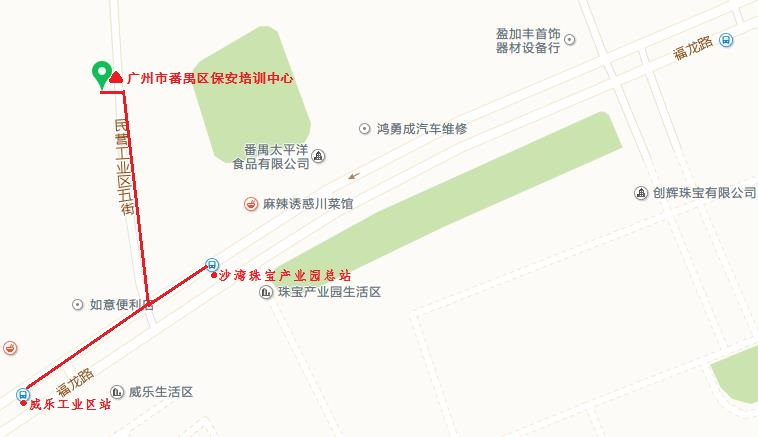 盈加丰首饰
器材设备行
福龙路
广州市番禺区保安培训中心
民营工业区五街
鸿勇成汽车维修
番禺太平洋
食品有限公司
创辉珠宝有限公司
麻辣诱惑川菜馆
沙湾珠宝产业园总站
珠宝产业园生活区
如意便利店
福龙路
威乐生活区
威乐工业区站